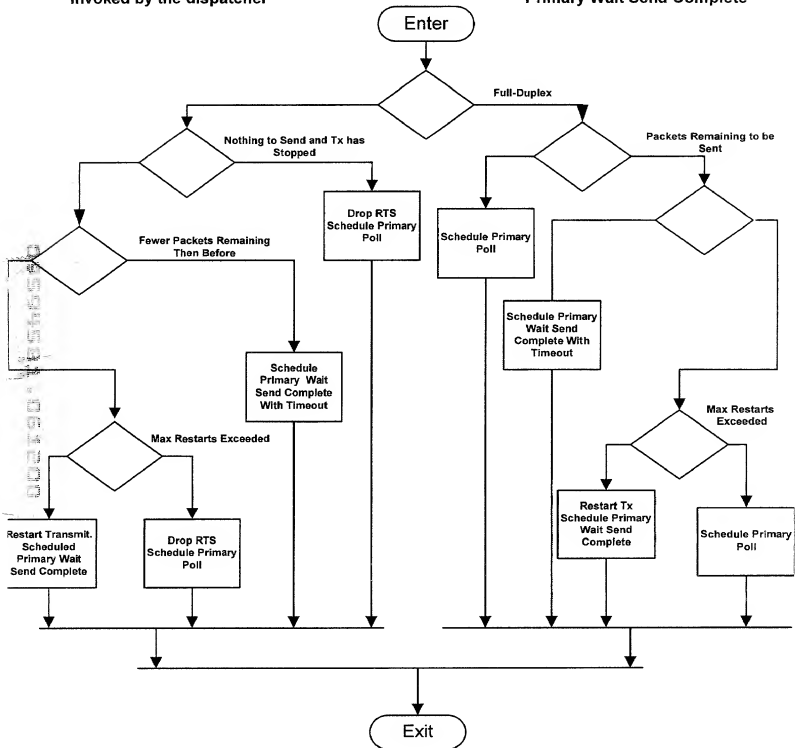 Invoked by the dispatcher
Primary Wait Send Complete
Enter
Full-Duplex
Nothing to Send and Tx has
Stopped
Packets Remaining to be
Sent
Drop RTS
Schedule Primary
Poll
Schedule Primary
Poll
Fewer Packets Remaining
Then Before
Schedule Primary
Wait Send
Complete With
Timeout
Schedule
Primary Wait
Send Complete
With Timeout
Max Restarts Exceeded
Max Restarts
Exceeded
Restart Transmit.
Scheduled
Primary Wait
Send Complete
Drop RTS
Schedule Primary
Poll
Restart Tx
Schedule Primary
Wait Send
Complete
Schedule Primary
Poll
Exit